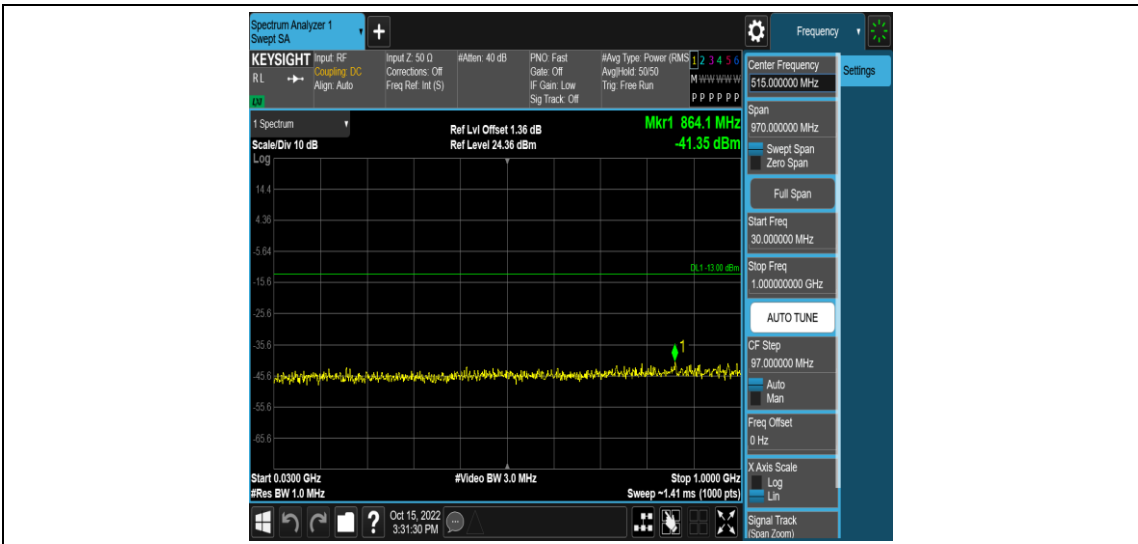 Spectrum Analyzer 1
Swept SA
+
Frequency
KEYSIGHT
RL
LXI
Input: RF
Coupling: DC
Align: Auto
Input Z: 50 Ω
Corrections: Off
Freq Ref: Int (S)
#Atten: 40 dB
PNO: Fast
Gate: Off
IF Gain: Low
Sig Track: Off
#Avg Type: Power (RMS
Avg|Hold: 50/50
Trig: Free Run
1 2 3 4 5 6
M W W W W W
P P P P P P
Center Frequency
515.000000 MHz
Settings
1 Spectrum
Ref Lvl Offset 1.36 dB
Mkr1 864.1 MHz
Scale/Div 10 dB
Ref Level 24.36 dBm
-41.35 dBm
Log
14.4
4.36
-5.64
DL1 -13.00 dBm
-15.6
-25.6
-35.6
1
-45.6
-55.6
-65.6
Start 0.0300 GHz
#Video BW 3.0 MHz
Stop 1.0000 GHz
#Res BW 1.0 MHz
Sweep ~1.41 ms (1000 pts)
Span
970.000000 MHz
Swept Span
Zero Span
Full Span
Start Freq
30.000000 MHz
Stop Freq
1.000000000 GHz
AUTO TUNE
CF Step
97.000000 MHz
Auto
Man
Freq Offset
0 Hz
X Axis Scale
Log
Lin
Signal Track
(Span Zoom)
?
Oct 15, 2022
3:31:30 PM